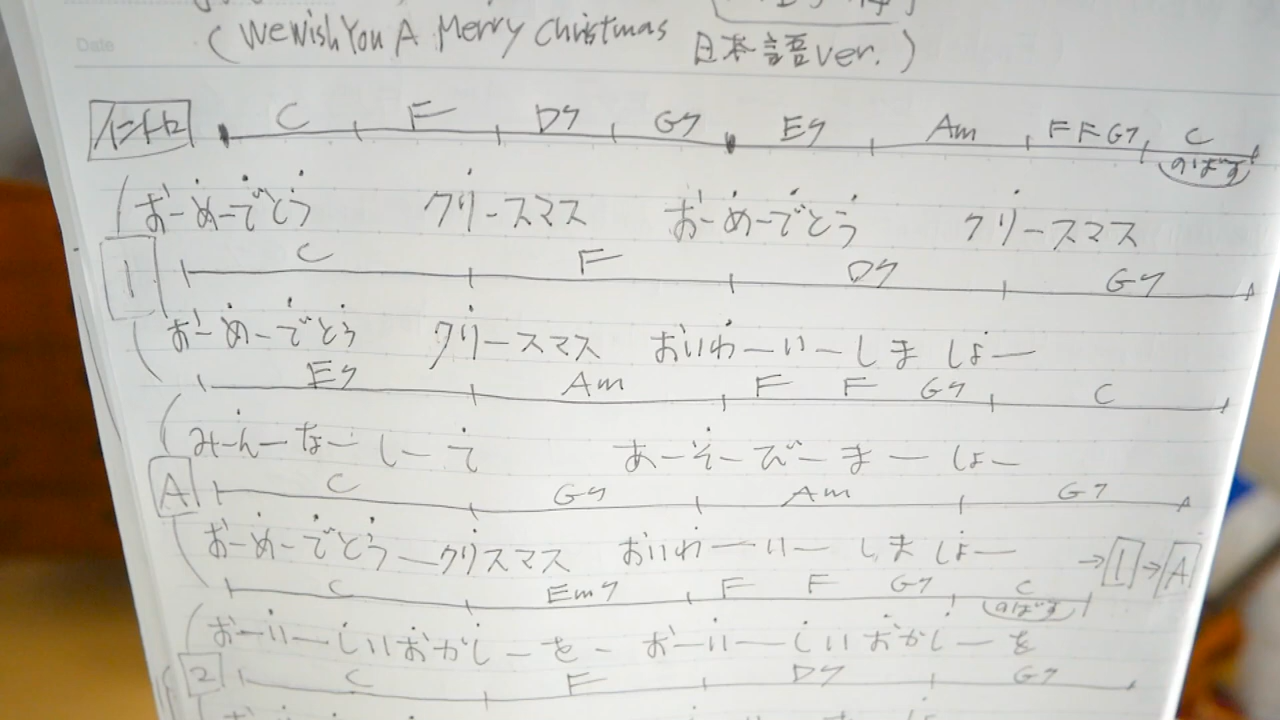 (We Wish You A Merry Christmas 日本語ver.)
Date
イントロ C F D7 G7 E7 Am F F G7 C
のばす
おーめーでとう クリースマス おーめーでとう クリースマス
1 C F D7 G7
おーめーでとう クリースマス おいわーいーしましょー
E7 Am F F G7 C
みーんーなーしーて あーそーびーまーしょー
A C G7 Am G7
おーめーでとうークリスマス おいわーいーしましょー →1→A
C Em7 F F G7 C
のばす
おーいーしいおかしーをー おーいーしいおかしーを
2 C F D7 G7